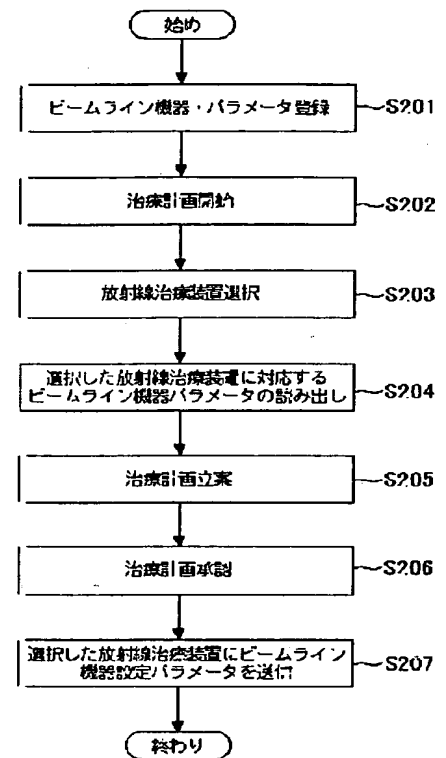 始め
ビームライン機器・パラメータ登録
S201
治療計画開始
S202
放射線治療装置選択
S203
選択した放射線治療装置に対応する
ビームライン機器パラメータの読み出し
S204
治療計画立案
S205
治療計画承認
S206
選択した放射線治療装置にビームライン
機器設定パラメータを送信
S207
終わり